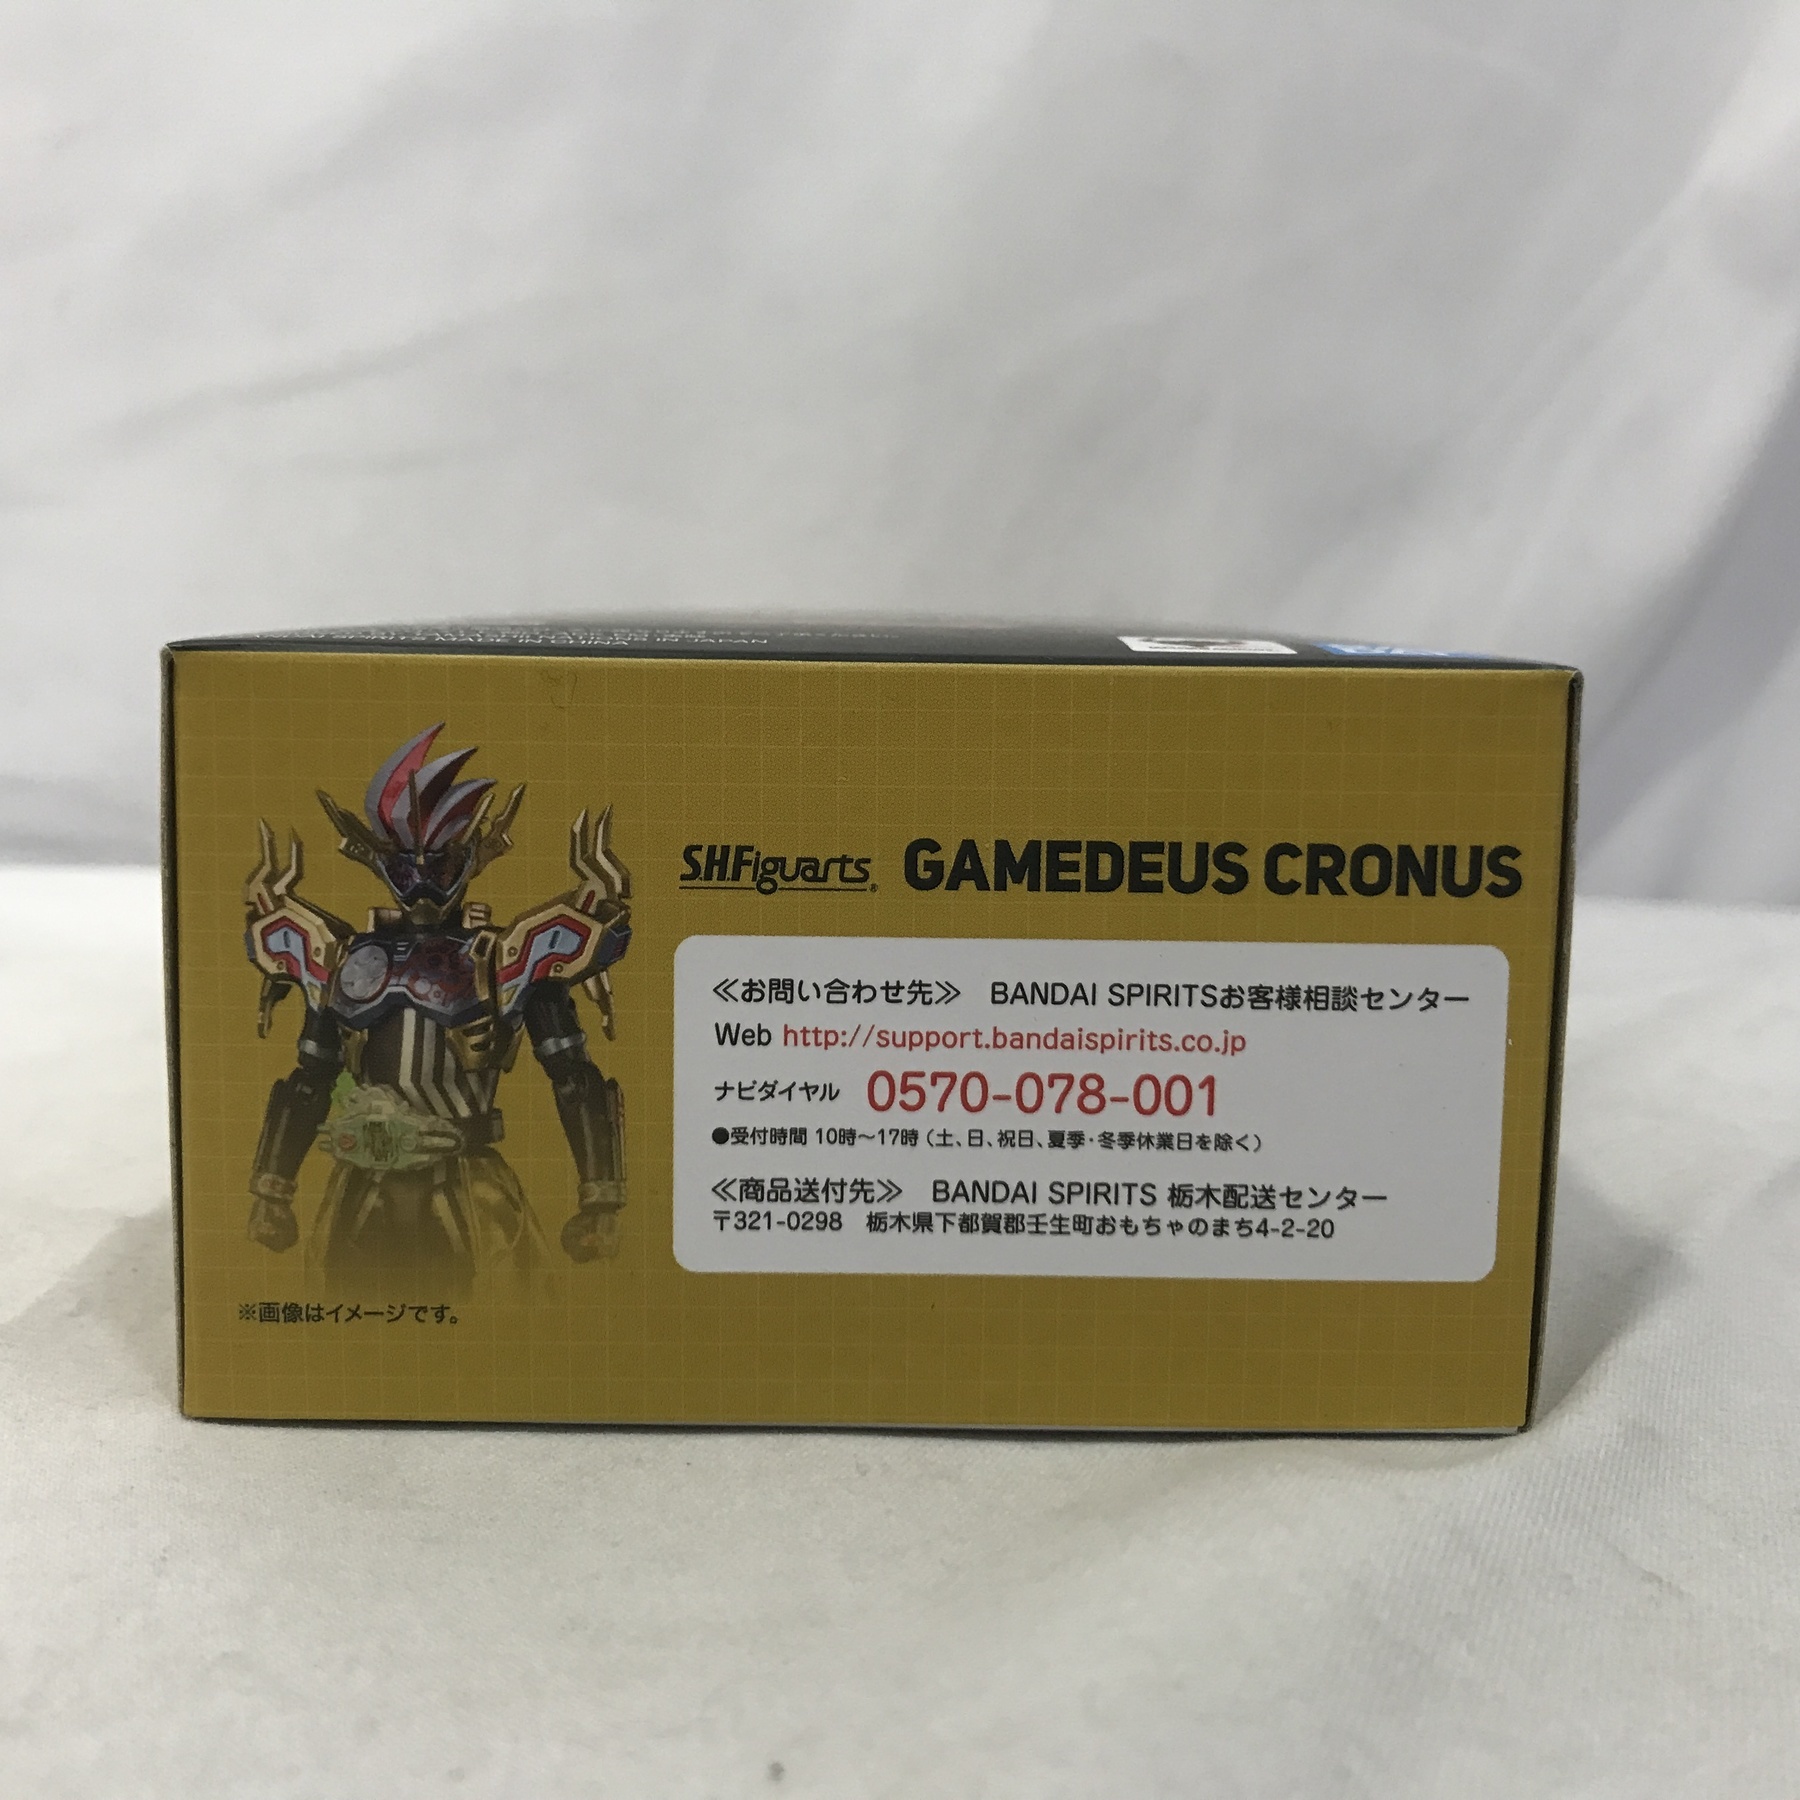 S.H.Figuarts® GAMEDEUS CRONUS
≪お問い合わせ先≫ BANDAI SPIRITSお客様相談センター
Web http://support.bandaispirits.co.jp
ナビダイヤル 0570-078-001
●受付時間 10時～17時（土、日、祝日、夏季・冬季休業日を除く）
≪商品送付先≫ BANDAI SPIRITS 栃木配送センター
〒321-0298 栃木県下都賀郡壬生町おもちゃのまち4-2-20
※画像はイメージです。